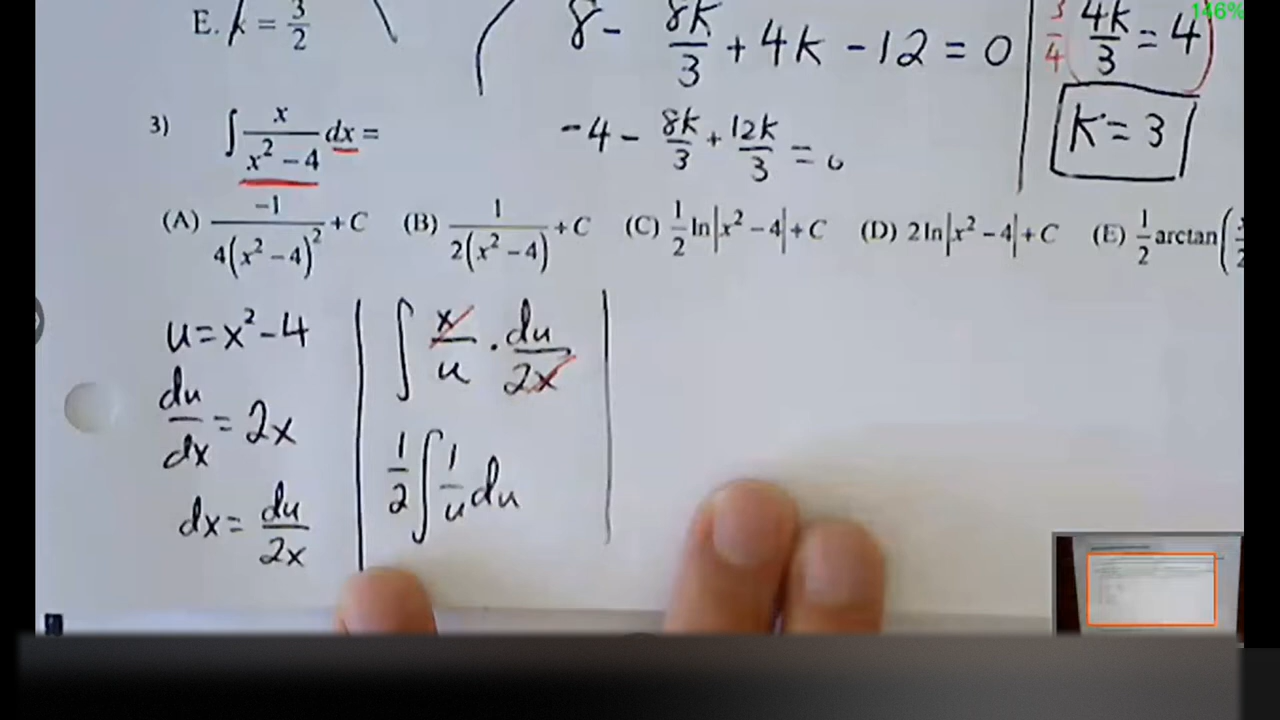 146%
E. k = 3/2
8 - 8k/3 + 4k - 12 = 0
3/4 4k/3 = 4
k = 3
-4 - 8k/3 + 12k/3 = 0
3) ∫ x/(x² - 4) dx =
(A) -1/(4(x² - 4)²) + C (B) 1/(2(x² - 4)) + C (C) 1/2 ln|x² - 4| + C (D) 2 ln|x² - 4| + C (E) 1/2 arctan(
u = x² - 4
du/dx = 2x
dx = du/2x
∫ x/u · du/2x
1/2 ∫ 1/u du